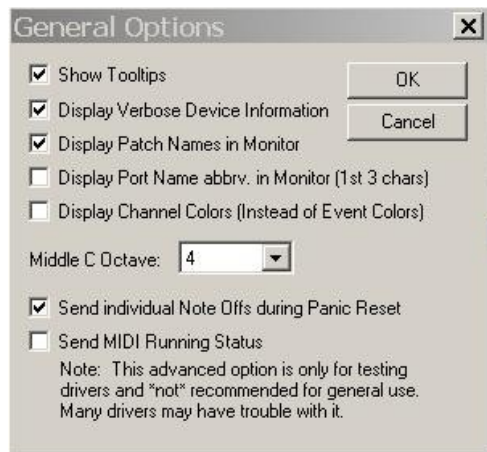 General Options
Show Tooltips
OK
Display Verbose Device Information
Cancel
Display Patch Names in Monitor
Display Port Name abbrv. in Monitor (1st 3 chars)
Display Channel Colors (Instead of Event Colors)
Middle C Octave: 4
Send individual Note Offs during Panic Reset
Send MIDI Running Status
Note: This advanced option is only for testing
drivers and *not* recommended for general use.
Many drivers may have trouble with it.